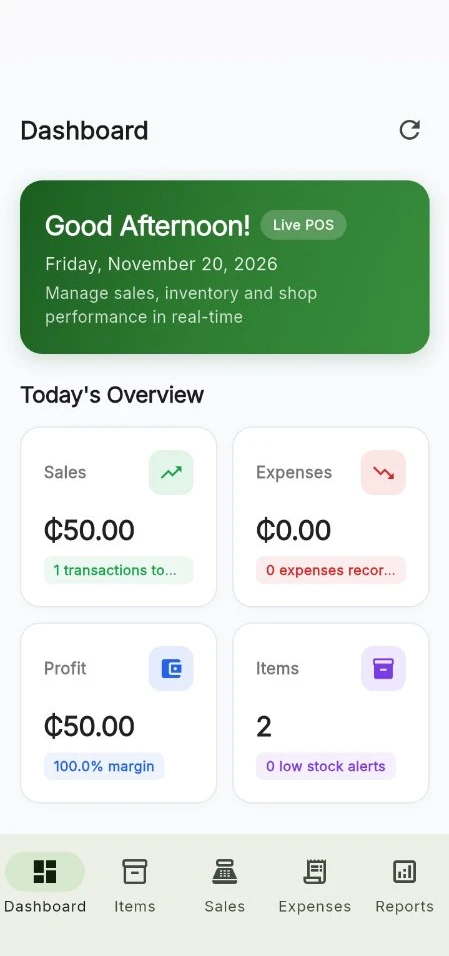 Dashboard
Good Afternoon! Live POS
Friday, November 20, 2026
Manage sales, inventory and shop
performance in real-time
Today's Overview
Sales
₵50.00
1 transactions to...
Expenses
₵0.00
0 expenses recor...
Profit
₵50.00
100.0% margin
Items
2
0 low stock alerts
Dashboard Items Sales Expenses Reports